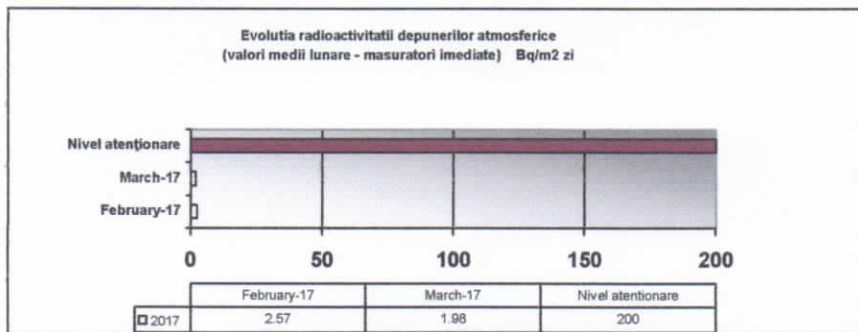 Evolutia radioactivitatii depunerilor atmosferice
(valori medii lunare - masuratori imediate) Bq/m2 zi
Nivel atenţionare
March-17
February-17
0 50 100 150 200
February-17 March-17 Nivel atentionare
2017 2.57 1.98 200